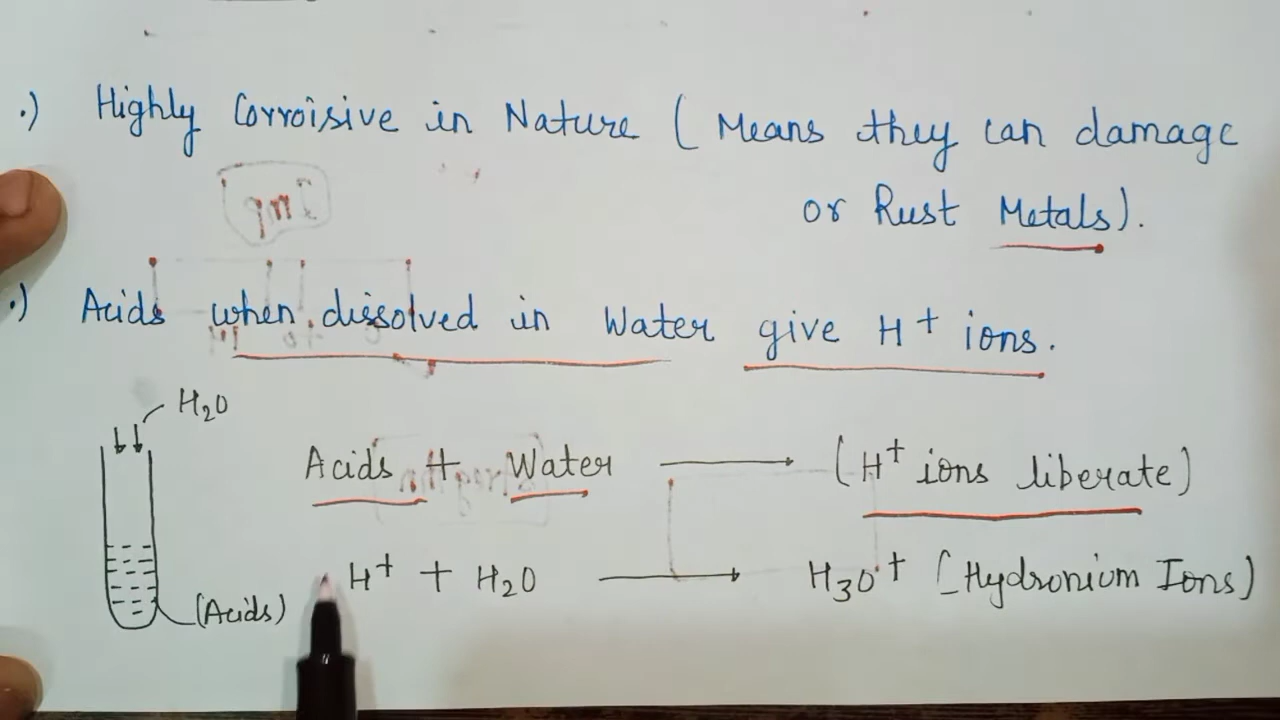 .) Highly Corroisive in Nature ( Means they can damage
or Rust Metals).
.) Acids when dissolved in Water give H+ ions.
H2O
Acids + Water ⟶ (H+ ions liberate)
H+ + H2O ⟶ H3O+ (Hydronium Ions)
(Acids)